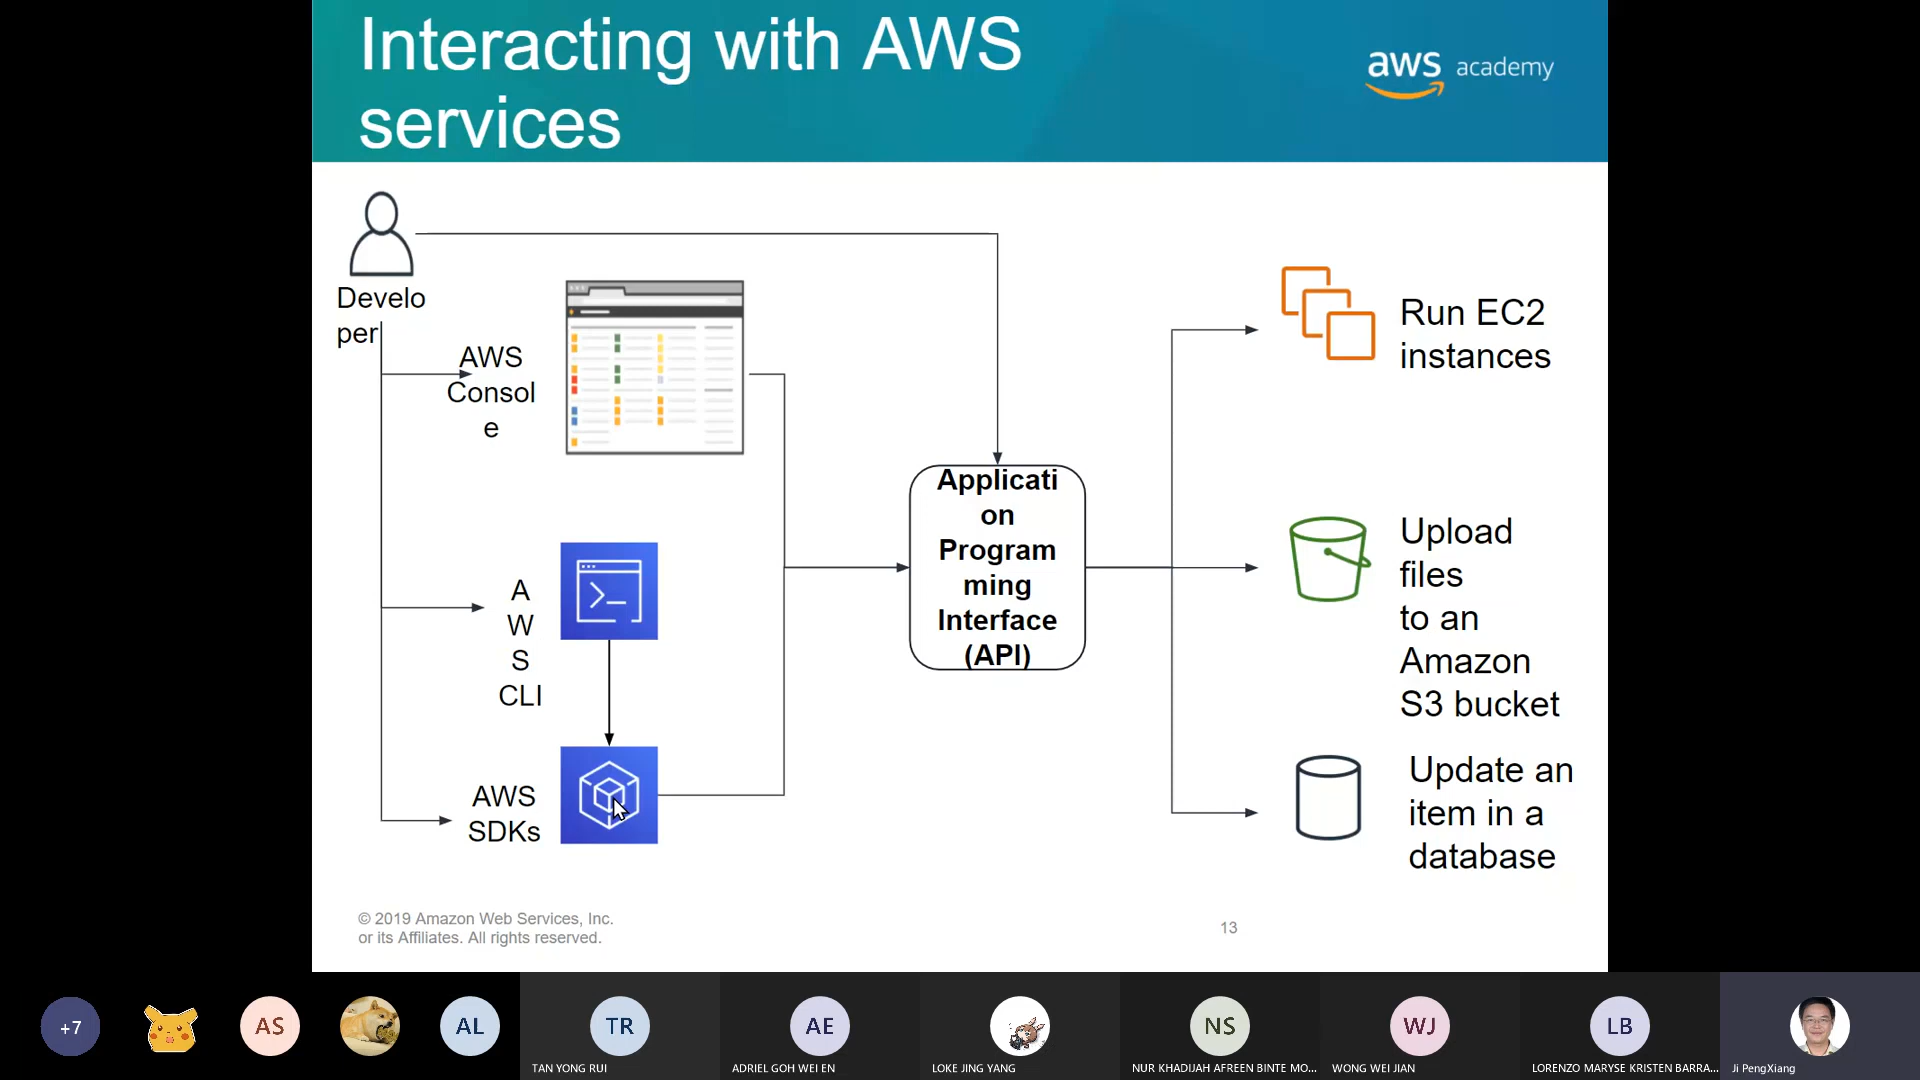 Interacting with AWS
services
aws academy
Develo
per
AWS
Consol
e
A
W
S
CLI
AWS
SDKs
Applicati
on
Program
ming
Interface
(API)
Run EC2
instances
Upload
files
to an
Amazon
S3 bucket
Update an
item in a
database
© 2019 Amazon Web Services, Inc.
or its Affiliates. All rights reserved.
13
+7
AS
AL
TR
AE
NS
WJ
LB
TAN YONG RUI
ADRIEL GOH WEI EN
LOKE JING YANG
NUR KHADIJAH AFREEN BINTE MO...
WONG WEI JIAN
LORENZO MARYSE KRISTEN BARRA...
Ji PengXiang